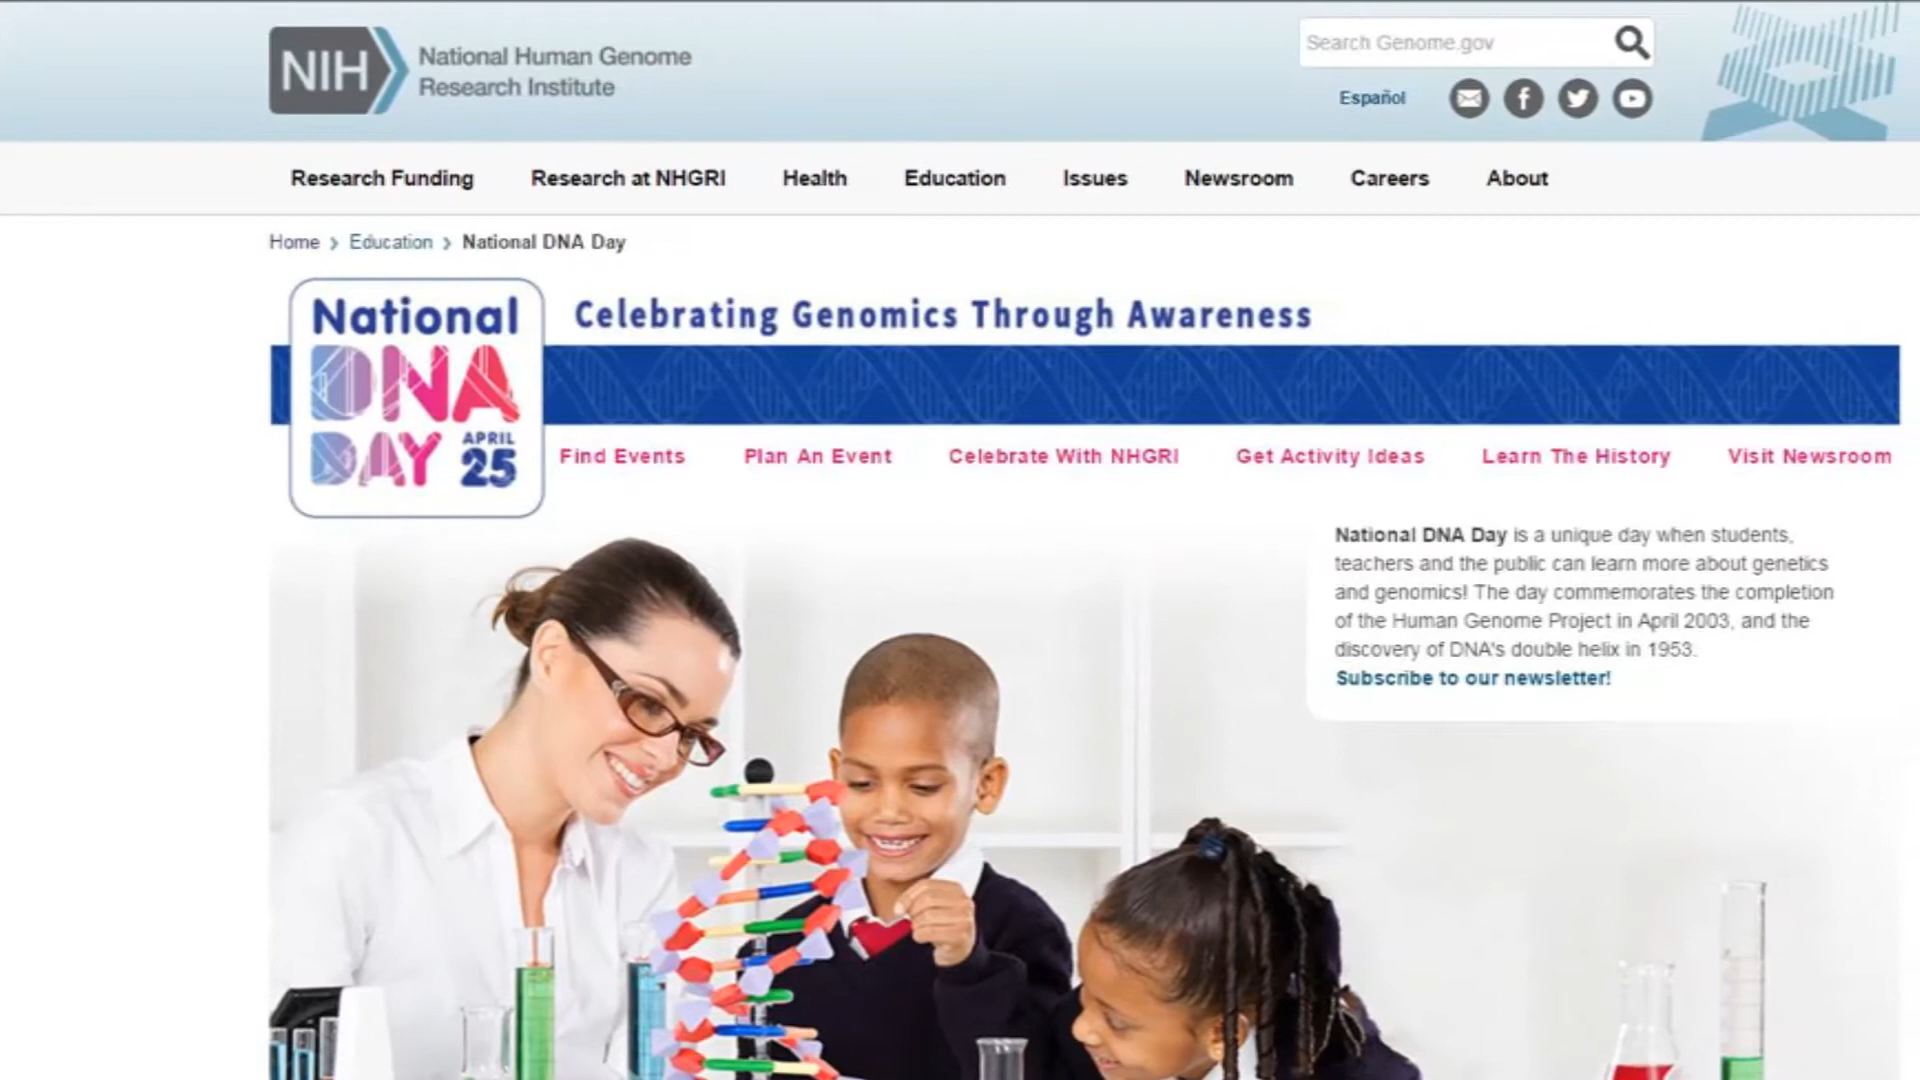 NIH National Human Genome
Research Institute
Search Genome.gov
Español
Research Funding Research at NHGRI Health Education Issues Newsroom Careers About
Home › Education › National DNA Day
National
DNA
DAY APRIL
25
Celebrating Genomics Through Awareness
Find Events Plan An Event Celebrate With NHGRI Get Activity Ideas Learn The History Visit Newsroom
National DNA Day is a unique day when students,
teachers and the public can learn more about genetics
and genomics! The day commemorates the completion
of the Human Genome Project in April 2003, and the
discovery of DNA's double helix in 1953.
Subscribe to our newsletter!